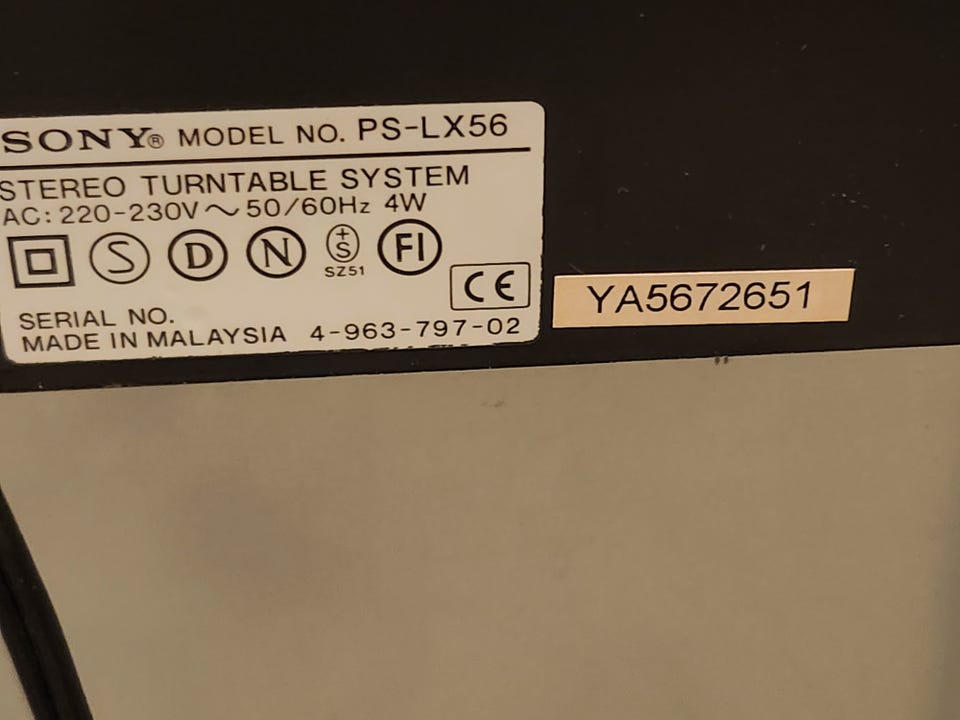 SONY® MODEL NO. PS-LX56
STEREO TURNTABLE SYSTEM
AC: 220-230V～50/60Hz 4W
S D N +S FI
SZ51
CE
SERIAL NO.
MADE IN MALAYSIA 4-963-797-02
YA5672651